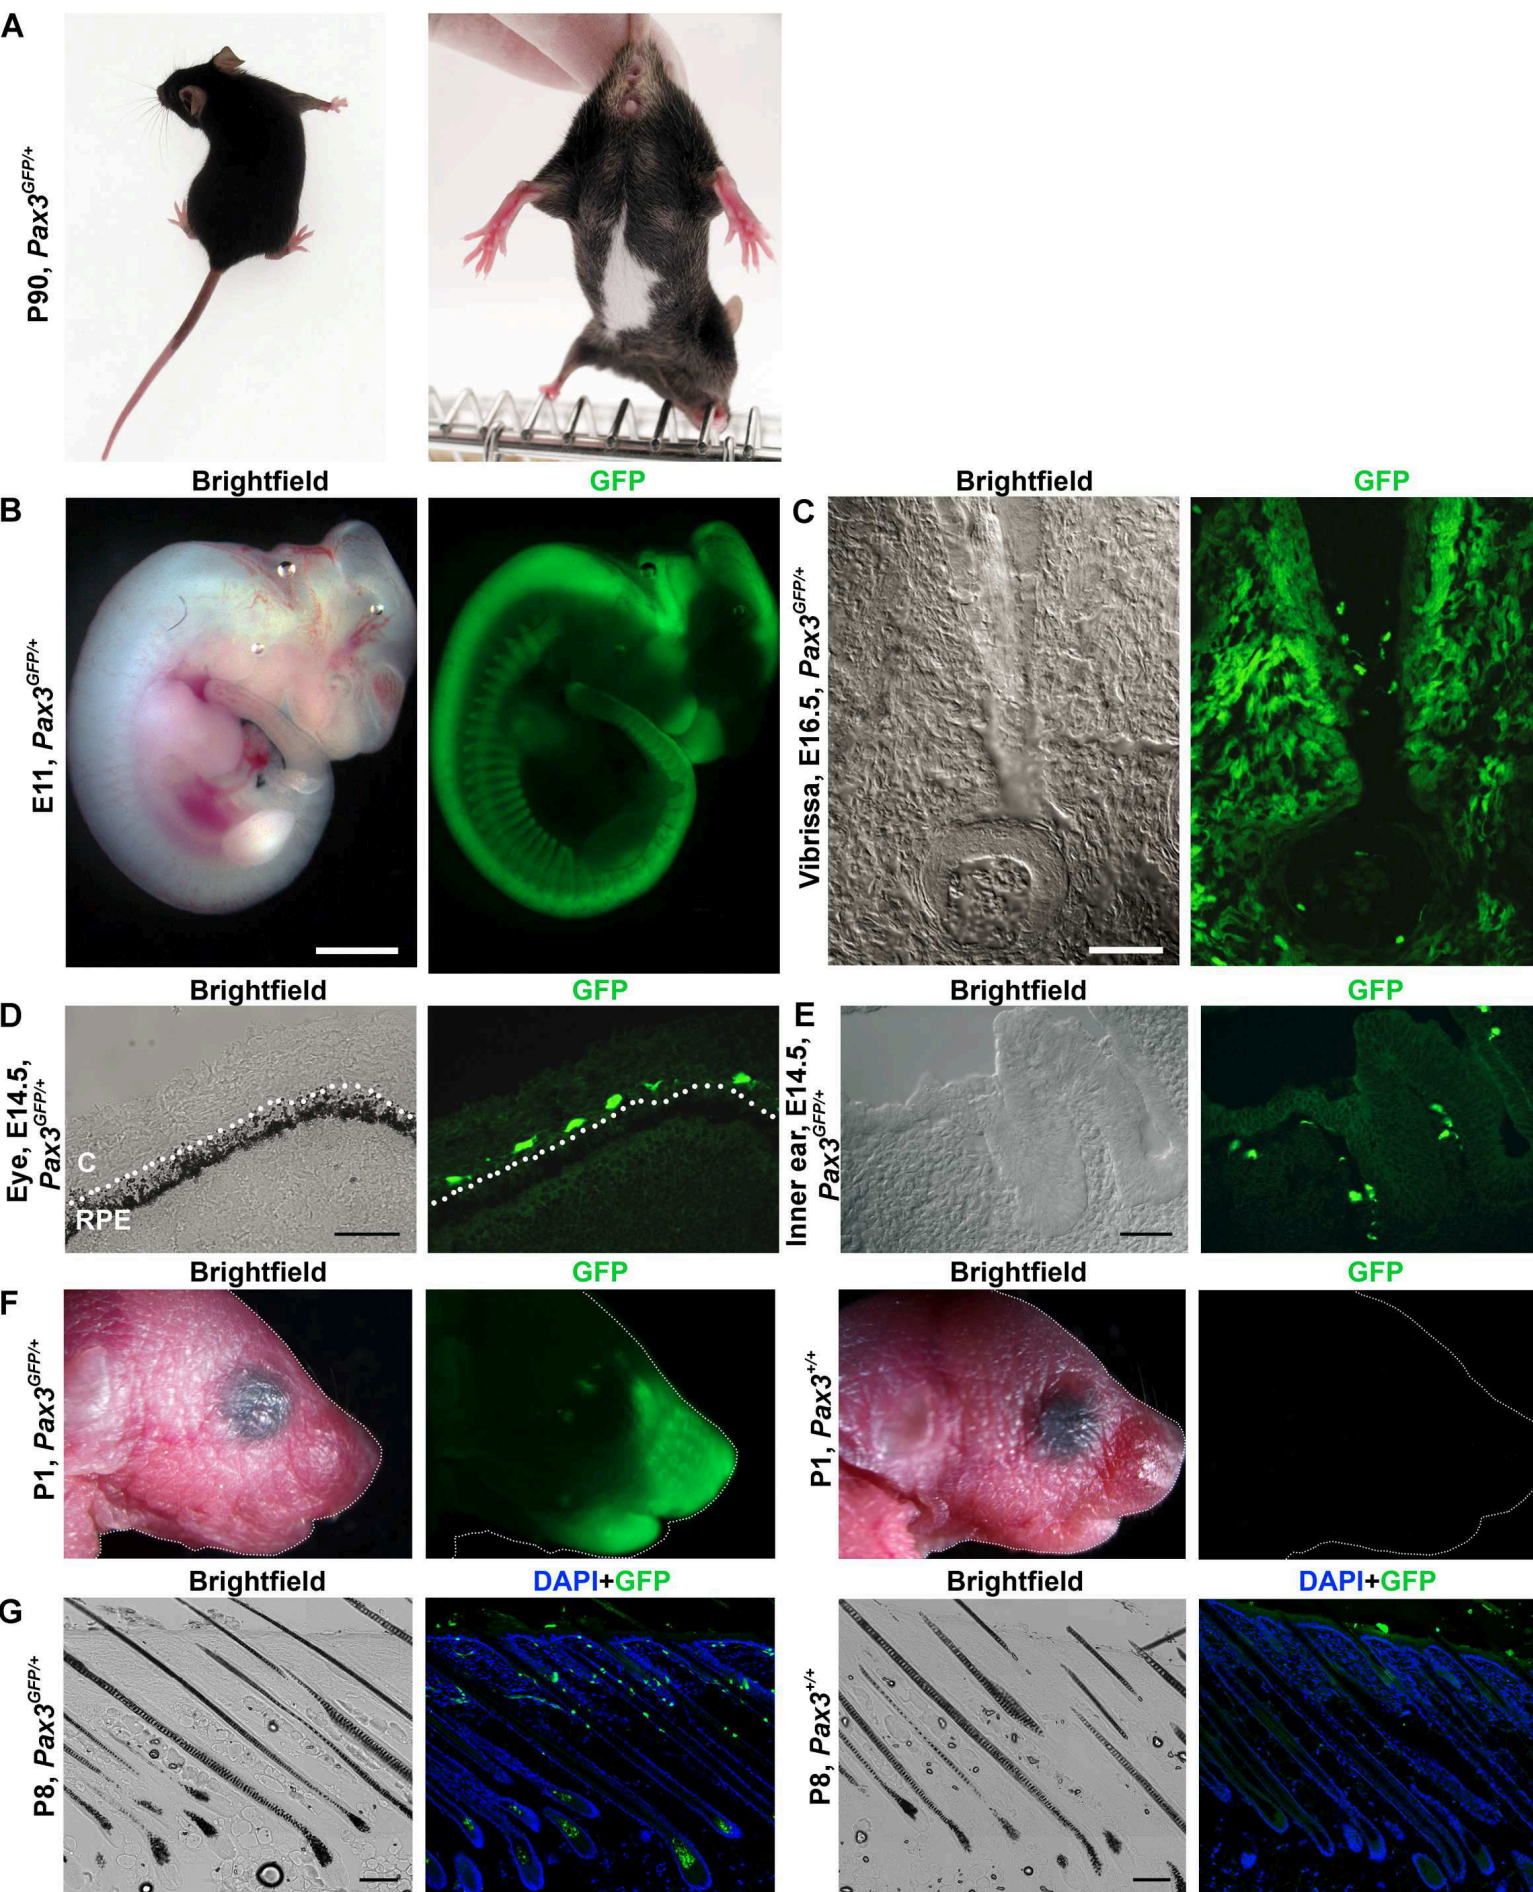 A
P90, Pax3GFP/+
Brightfield
GFP
Brightfield
GFP
B
E11, Pax3GFP/+
C
Vibrissa, E16.5, Pax3GFP/+
Brightfield
GFP
Brightfield
GFP
D
Eye, E14.5,
Pax3GFP/+
C
RPE
E
Inner ear, E14.5,
Pax3GFP/+
Brightfield
GFP
Brightfield
GFP
F
P1, Pax3GFP/+
P1, Pax3+/+
Brightfield
DAPI+GFP
Brightfield
DAPI+GFP
G
P8, Pax3GFP/+
P8, Pax3+/+